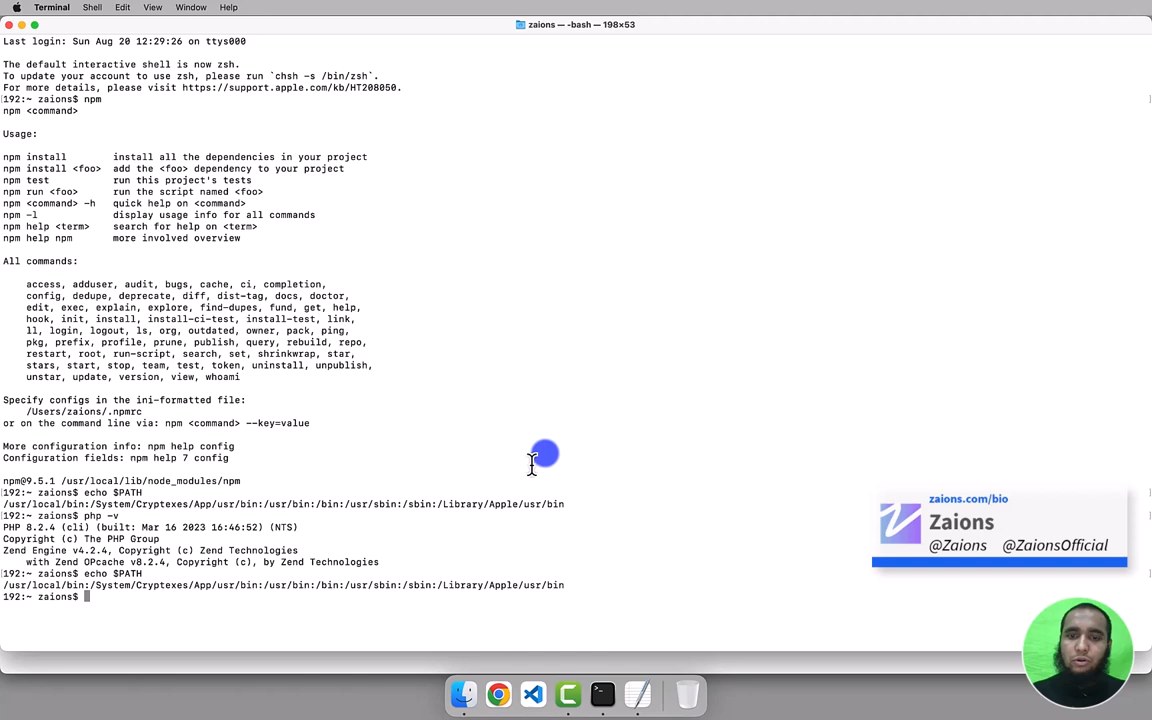 Terminal Shell Edit View Window Help
zaions — -bash — 198×53
Last login: Sun Aug 20 12:29:26 on ttys000
The default interactive shell is now zsh.
To update your account to use zsh, please run `chsh -s /bin/zsh`.
For more details, please visit https://support.apple.com/kb/HT208050.
192:~ zaions$ npm
npm <command>
Usage:
npm install install all the dependencies in your project
npm install <foo> add the <foo> dependency to your project
npm test run this project's tests
npm run <foo> run the script named <foo>
npm <command> -h quick help on <command>
npm -l display usage info for all commands
npm help <term> search for help on <term>
npm help npm more involved overview
All commands:
access, adduser, audit, bugs, cache, ci, completion,
config, dedupe, deprecate, diff, dist-tag, docs, doctor,
edit, exec, explain, explore, find-dupes, fund, get, help,
hook, init, install, install-ci-test, install-test, link,
ll, login, logout, ls, org, outdated, owner, pack, ping,
pkg, prefix, profile, prune, publish, query, rebuild, repo,
restart, root, run-script, search, set, shrinkwrap, star,
stars, start, stop, team, test, token, uninstall, unpublish,
unstar, update, version, view, whoami
Specify configs in the ini-formatted file:
/Users/zaions/.npmrc
or on the command line via: npm <command> --key=value
More configuration info: npm help config
Configuration fields: npm help 7 config
npm@9.5.1 /usr/local/lib/node_modules/npm
192:~ zaions$ echo $PATH
/usr/local/bin:/System/Cryptexes/App/usr/bin:/usr/bin:/bin:/usr/sbin:/sbin:/Library/Apple/usr/bin
192:~ zaions$ php -v
PHP 8.2.4 (cli) (built: Mar 16 2023 16:46:52) (NTS)
Copyright (c) The PHP Group
Zend Engine v4.2.4, Copyright (c) Zend Technologies
with Zend OPcache v8.2.4, Copyright (c), by Zend Technologies
192:~ zaions$ echo $PATH
/usr/local/bin:/System/Cryptexes/App/usr/bin:/usr/bin:/bin:/usr/sbin:/sbin:/Library/Apple/usr/bin
192:~ zaions$
zaions.com/bio
Zaions
@Zaions @ZaionsOfficial